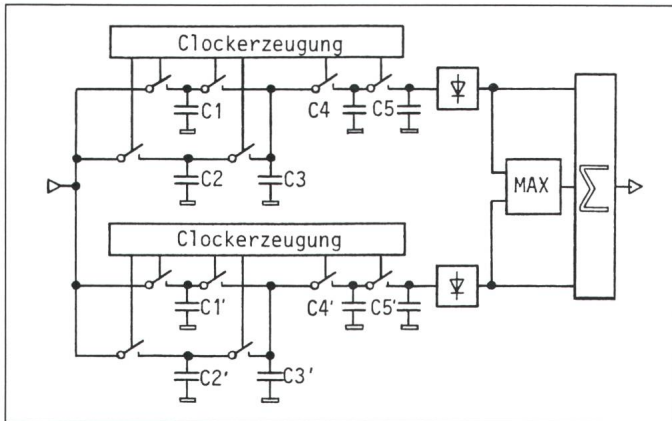 Clockerzeugung
C1
C4
C5
C2
C3
MAX
Σ
Clockerzeugung
C1'
C4'
C5'
C2'
C3'